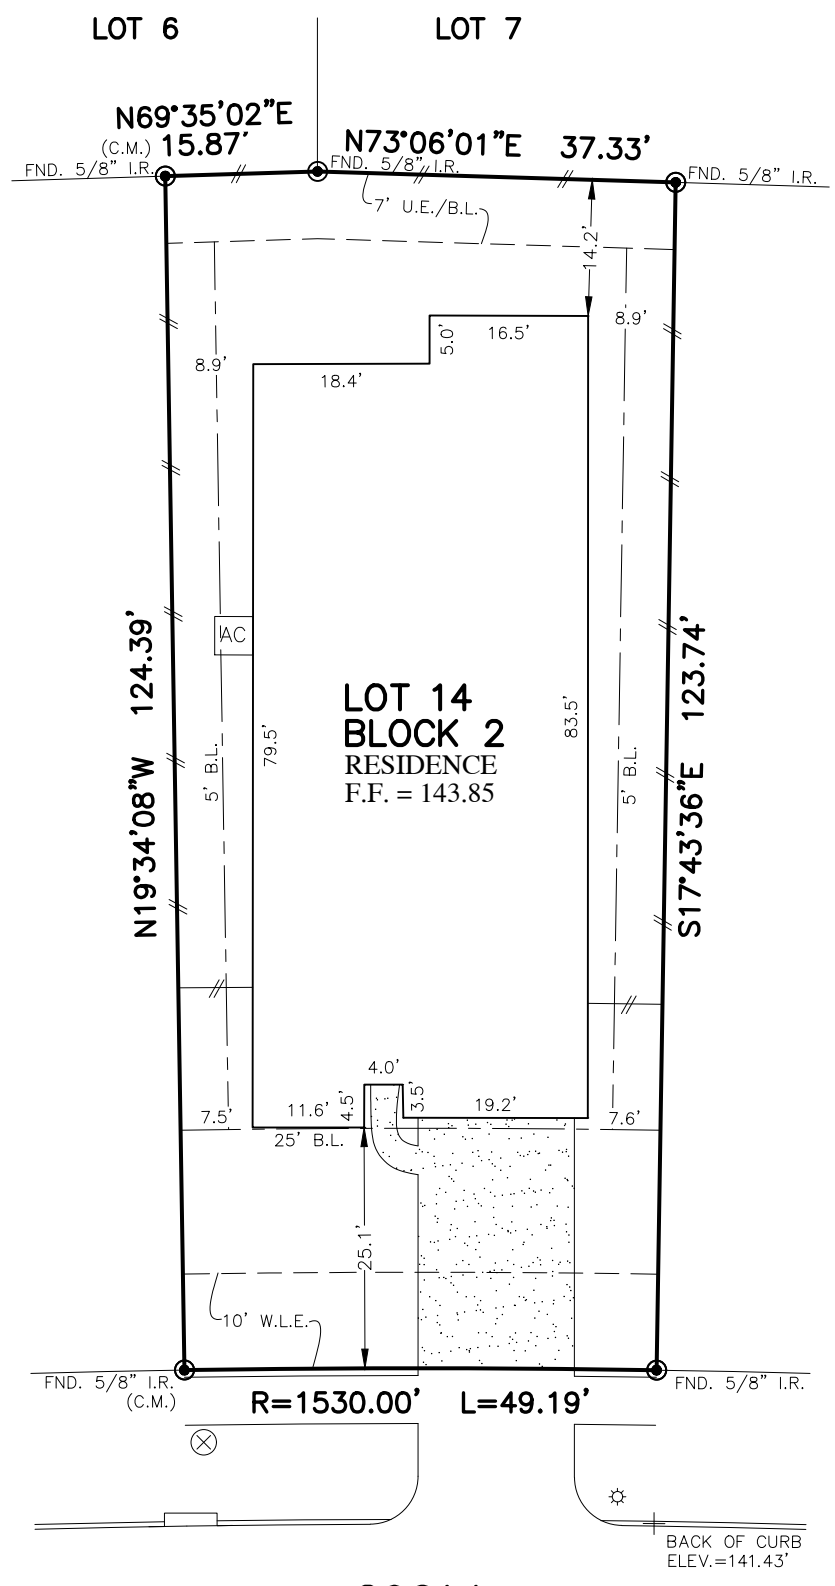 LOT 6
LOT 7
N69°35'02"E
(C.M.) 15.87'
N73°06'01"E 37.33'
FND. 5/8" I.R.
FND. 5/8" I.R.
FND. 5/8" I.R.
7' U.E./B.L.
14.2'
8.9'
16.5'
5.0'
8.9'
18.4'
AC
N19°34'08"W 124.39'
S17°43'36"E 123.74'
5' B.L.
79.5'
83.5'
5' B.L.
LOT 14
BLOCK 2
RESIDENCE
F.F. = 143.85
4.0'
7.5'
11.6'
4.5'
3.5'
19.2'
7.6'
25' B.L.
25.1'
10' W.L.E.
FND. 5/8" I.R.
(C.M.)
FND. 5/8" I.R.
R=1530.00' L=49.19'
BACK OF CURB
ELEV.=141.43'